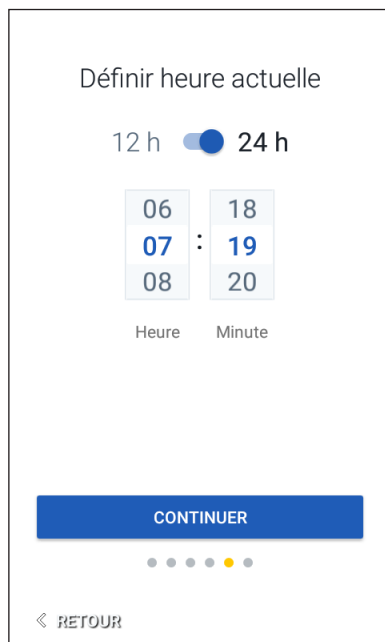 Définir heure actuelle
12 h 24 h
06 18
07 : 19
08 20
Heure Minute
CONTINUER
RETOUR